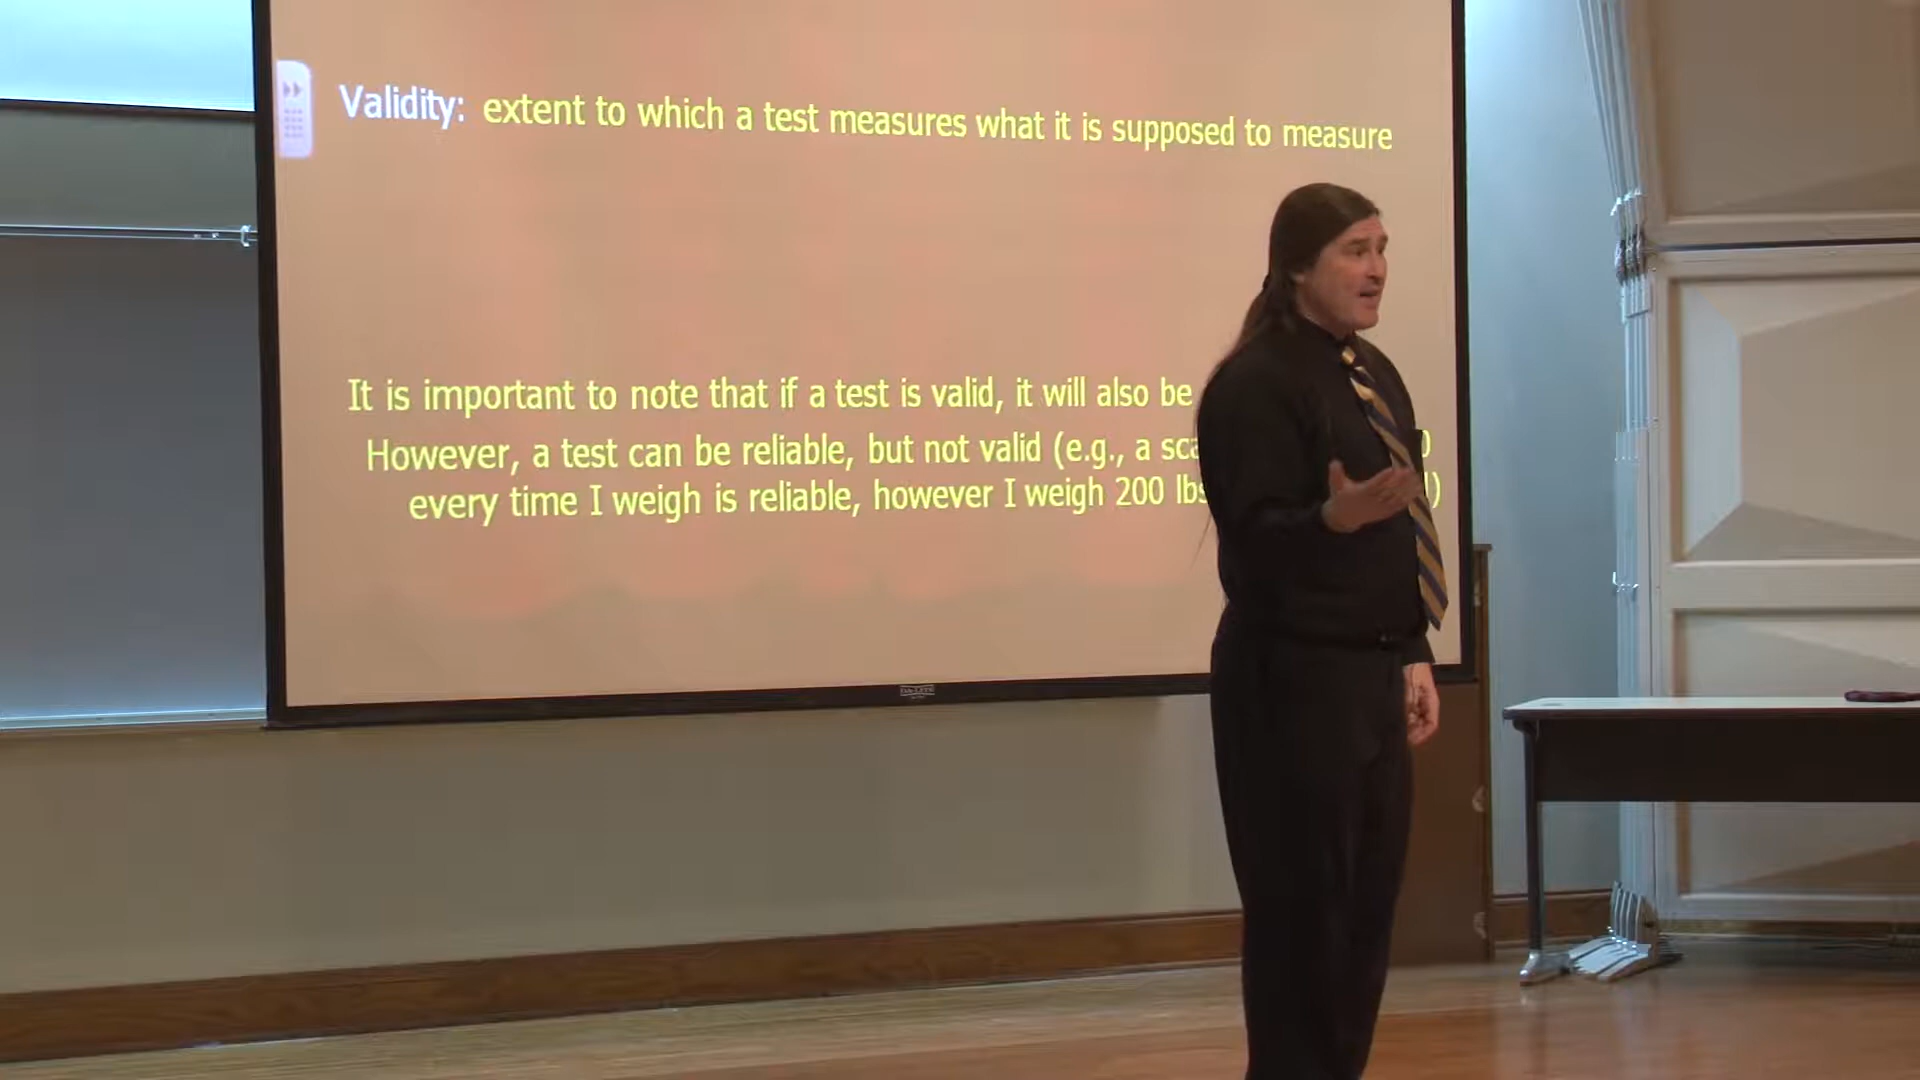 Validity: extent to which a test measures what it is supposed to measure
It is important to note that if a test is valid, it will also be
However, a test can be reliable, but not valid (e.g., a
every time I weigh is reliable, however I weigh 200 lbs